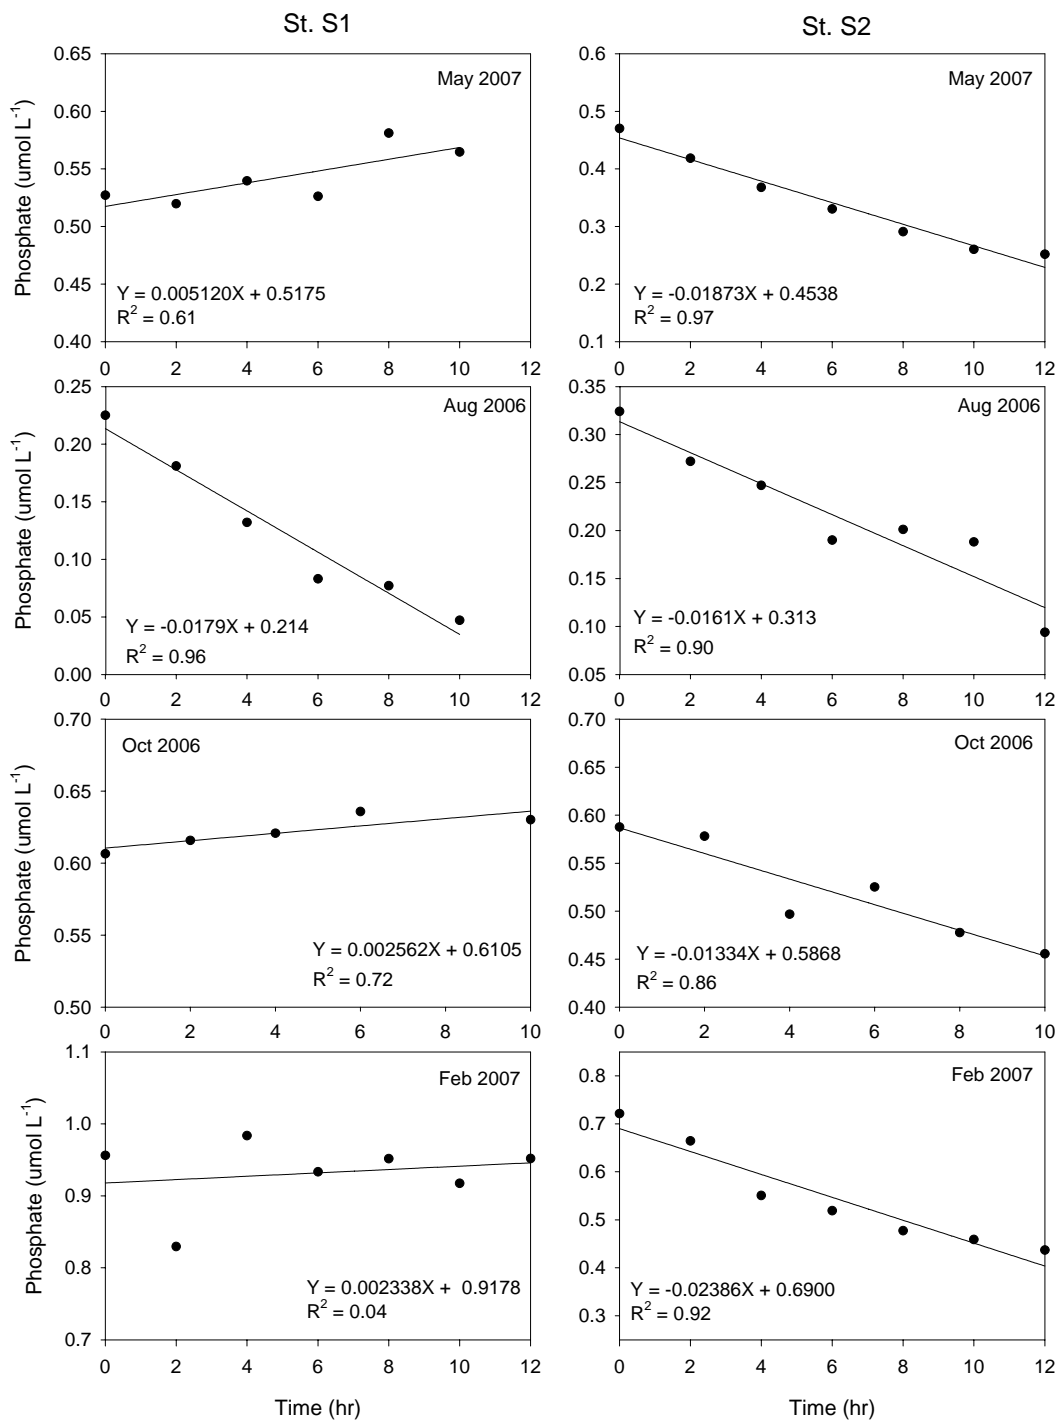 St. S1
St. S2
Phosphate (umol L⁻¹)
0.65
0.60
0.55
0.50
0.45
0.40
May 2007
Y = 0.005120X + 0.5175
R² = 0.61
0 2 4 6 8 10 12
0.6
0.5
0.4
0.3
0.2
0.1
May 2007
Y = -0.01873X + 0.4538
R² = 0.97
0 2 4 6 8 10 12
Phosphate (umol L⁻¹)
0.25
0.20
0.15
0.10
0.05
0.00
Aug 2006
Y = -0.0179X + 0.214
R² = 0.96
0 2 4 6 8 10 12
0.35
0.30
0.25
0.20
0.15
0.10
0.05
Aug 2006
Y = -0.0161X + 0.313
R² = 0.90
0 2 4 6 8 10 12
Phosphate (umol L⁻¹)
0.70
0.65
0.60
0.55
0.50
Oct 2006
Y = 0.002562X + 0.6105
R² = 0.72
0 2 4 6 8 10
0.70
0.65
0.60
0.55
0.50
0.45
0.40
Oct 2006
Y = -0.01334X + 0.5868
R² = 0.86
0 2 4 6 8 10
Phosphate (umol L⁻¹)
1.1
1.0
0.9
0.8
0.7
Feb 2007
Y = 0.002338X + 0.9178
R² = 0.04
0 2 4 6 8 10 12
Time (hr)
0.8
0.7
0.6
0.5
0.4
0.3
Feb 2007
Y = -0.02386X + 0.6900
R² = 0.92
0 2 4 6 8 10 12
Time (hr)